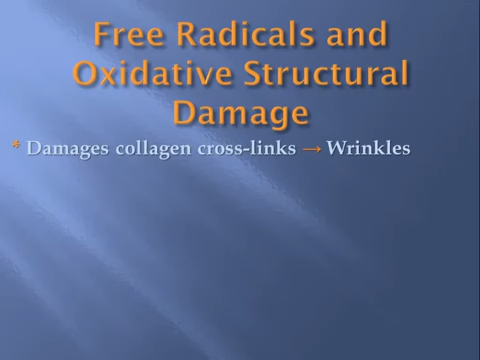 Free Radicals and
Oxidative Structural
Damage
* Damages collagen cross-links → Wrinkles